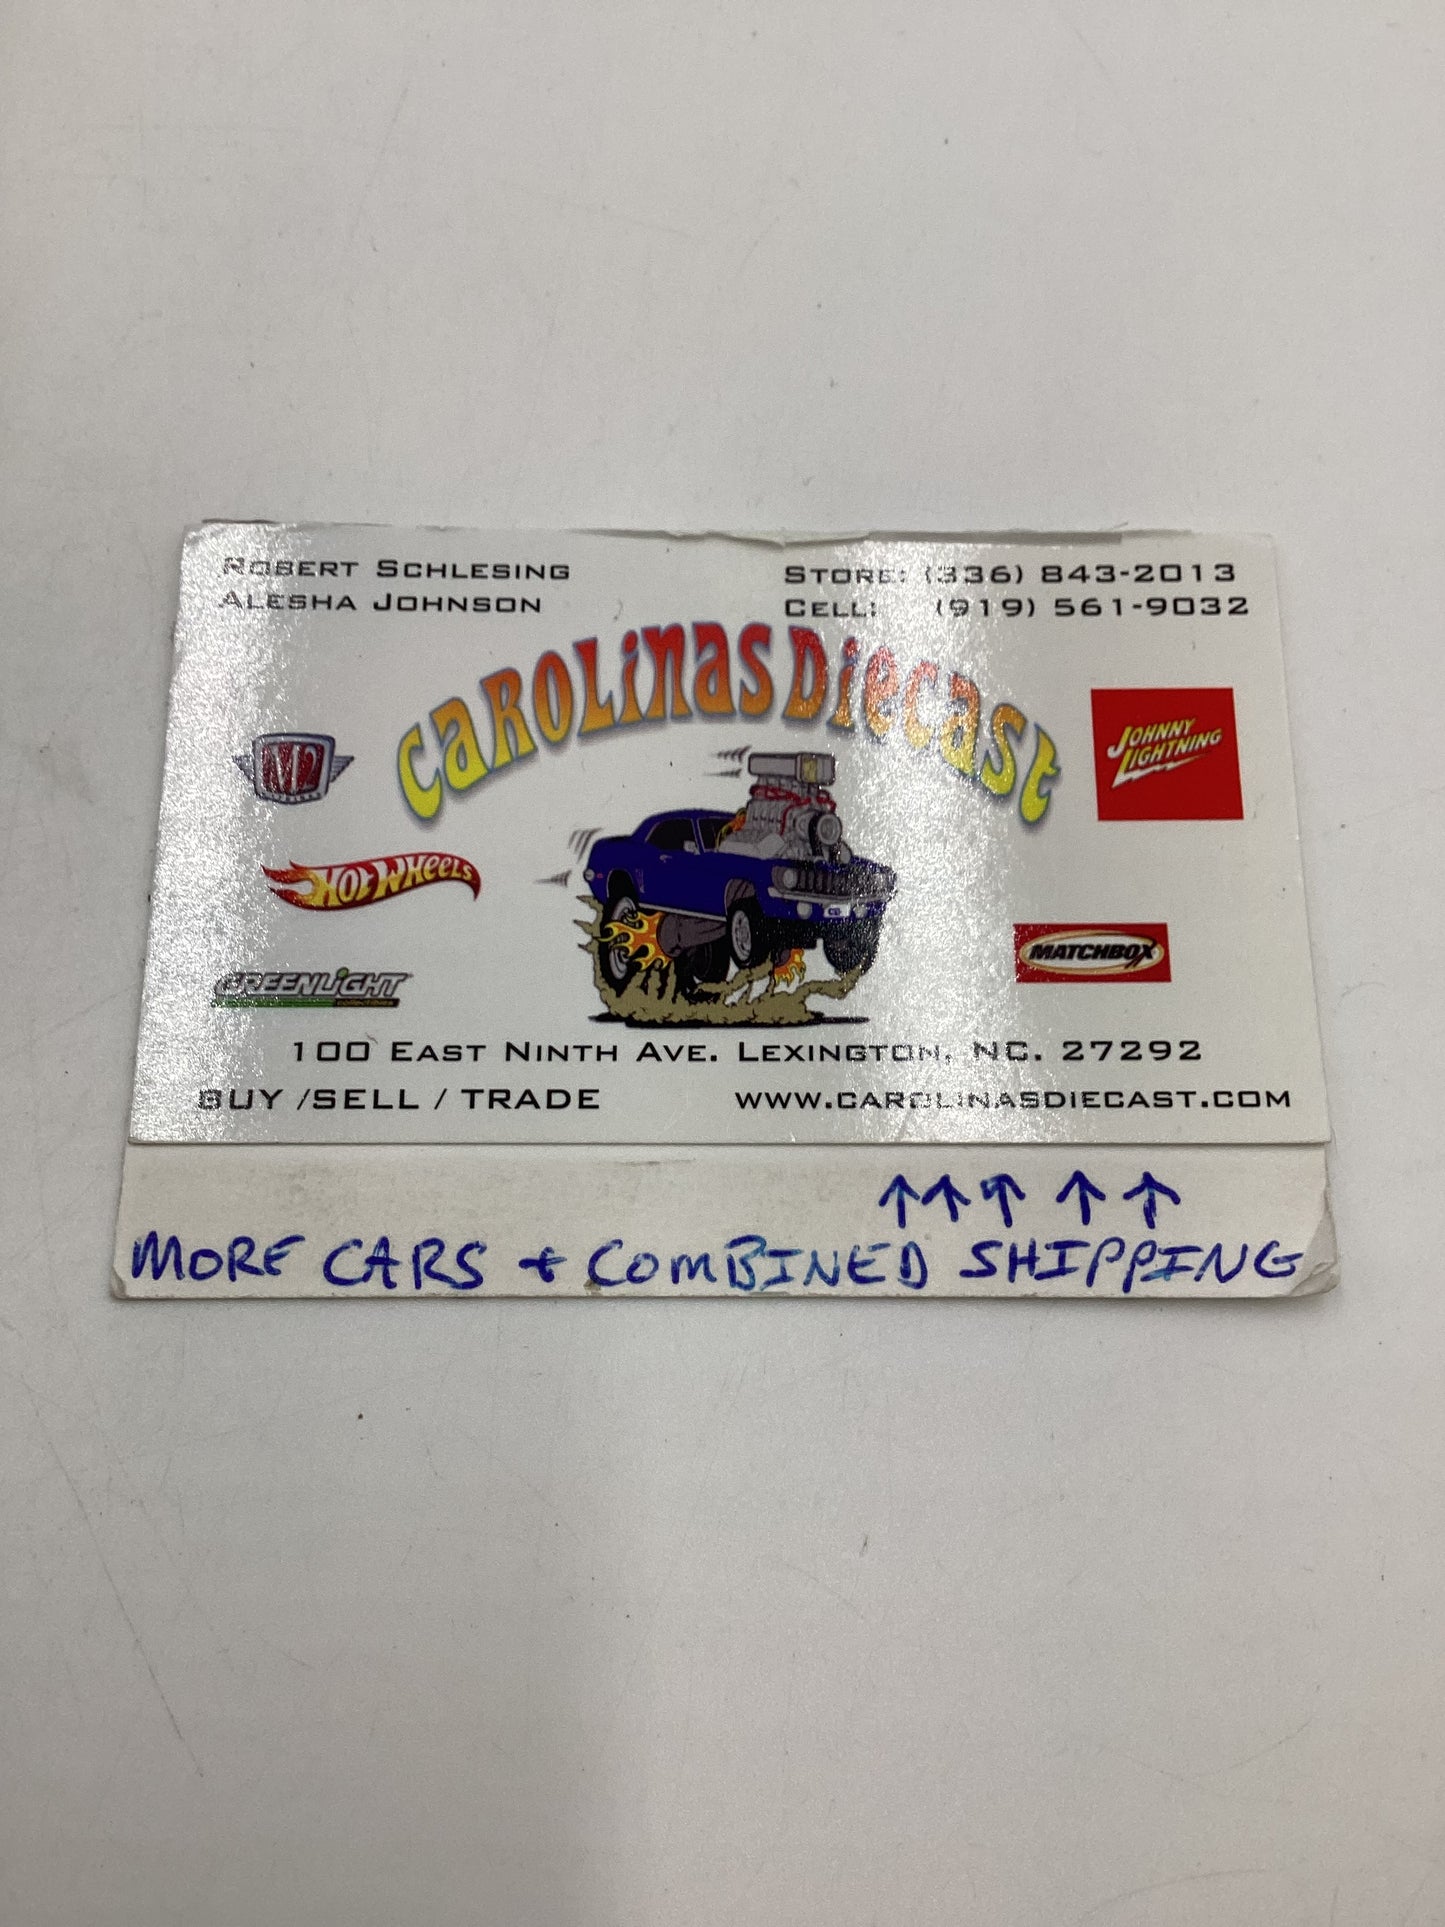 ROBERT SCHLESING
ALESHA JOHNSON
STORE: (336) 843-2013
CELL: (919) 561-9032
CAROLINAS DIECAST
M2
JOHNNY
LIGHTNING
HOT WHEELS
MATCHBOX
GREENLIGHT
100 EAST NINTH AVE. LEXINGTON, NC. 27292
BUY /SELL / TRADE
WWW.CAROLINASDIECAST.COM
↑ ↑ ↑ ↑ ↑
MORE CARS + COMBINED SHIPPING